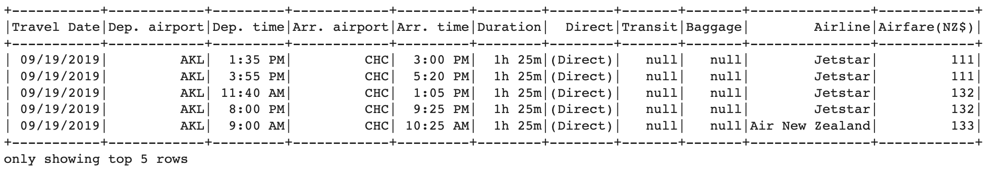 +-----------+------------+---------+------------+---------+--------+--------+-------+-------+---------------+------------+
|Travel Date|Dep. airport|Dep. time|Arr. airport|Arr. time|Duration|  Direct|Transit|Baggage|        Airline|Airfare(NZ$)|
+-----------+------------+---------+------------+---------+--------+--------+-------+-------+---------------+------------+
| 09/19/2019|         AKL|  1:35 PM|         CHC|  3:00 PM|  1h 25m|(Direct)|   null|   null|        Jetstar|         111|
| 09/19/2019|         AKL|  3:55 PM|         CHC|  5:20 PM|  1h 25m|(Direct)|   null|   null|        Jetstar|         111|
| 09/19/2019|         AKL| 11:40 AM|         CHC|  1:05 PM|  1h 25m|(Direct)|   null|   null|        Jetstar|         132|
| 09/19/2019|         AKL|  8:00 PM|         CHC|  9:25 PM|  1h 25m|(Direct)|   null|   null|        Jetstar|         132|
| 09/19/2019|         AKL|  9:00 AM|         CHC| 10:25 AM|  1h 25m|(Direct)|   null|   null|Air New Zealand|         133|
+-----------+------------+---------+------------+---------+--------+--------+-------+-------+---------------+------------+
only showing top 5 rows